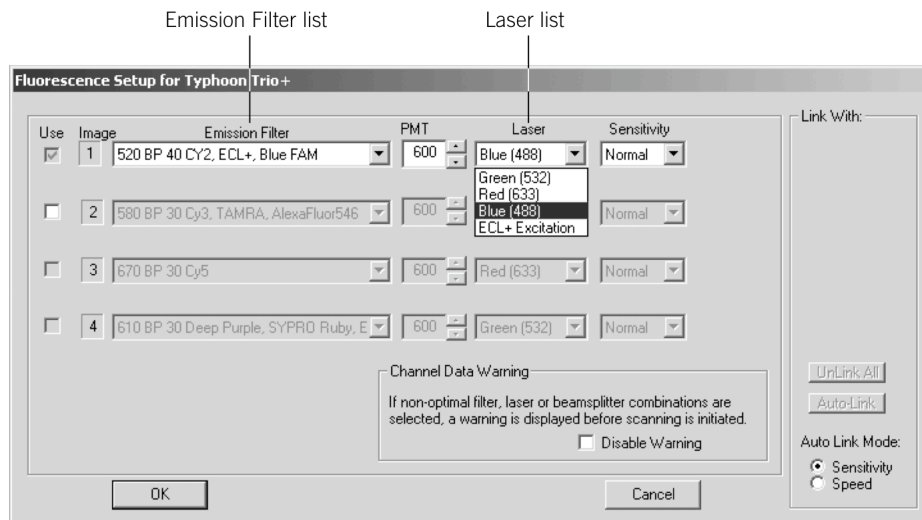 Emission Filter list Laser list
Fluorescence Setup for Typhoon Trio+
Link With:
Use Image Emission Filter PMT Laser Sensitivity
1 520 BP 40 CY2, ECL+, Blue FAM 600 Blue (488) Normal
Green (532)
Red (633)
Blue (488)
ECL+ Excitation
2 580 BP 30 Cy3, TAMRA, AlexaFluor546 600 Normal
3 670 BP 30 Cy5 600 Red (633) Normal
4 610 BP 30 Deep Purple, SYPRO Ruby, E 600 Green (532) Normal
Channel Data Warning
If non-optimal filter, laser or beamsplitter combinations are
selected, a warning is displayed before scanning is initiated.
Disable Warning
UnLink All
Auto-Link
Auto Link Mode:
Sensitivity
Speed
OK Cancel